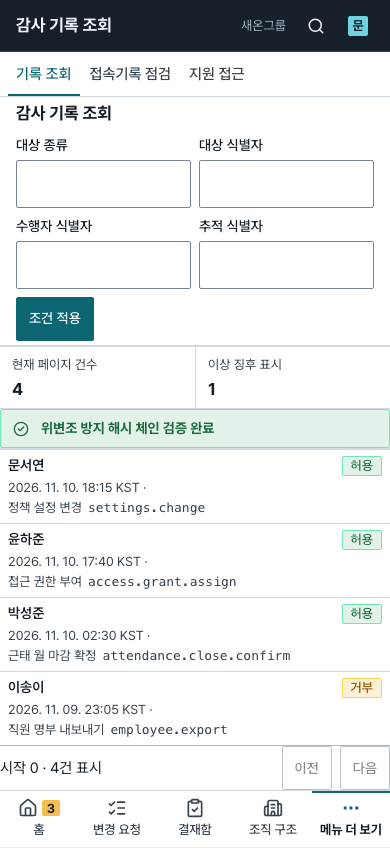 감사 기록 조회
새온그룹
문
기록 조회
접속기록 점검
지원 접근
감사 기록 조회
대상 종류
대상 식별자
수행자 식별자
추적 식별자
조건 적용
현재 페이지 건수
4
이상 징후 표시
1
위변조 방지 해시 체인 검증 완료
문서연
허용
2026. 11. 10. 18:15 KST ·
정책 설정 변경 settings.change
윤하준
허용
2026. 11. 10. 17:40 KST ·
접근 권한 부여 access.grant.assign
박성준
허용
2026. 11. 10. 02:30 KST ·
근태 월 마감 확정 attendance.close.confirm
이송이
거부
2026. 11. 09. 23:05 KST ·
직원 명부 내보내기 employee.export
시작 0 · 4건 표시
이전
다음
홈
3
변경 요청
결재함
조직 구조
메뉴 더 보기